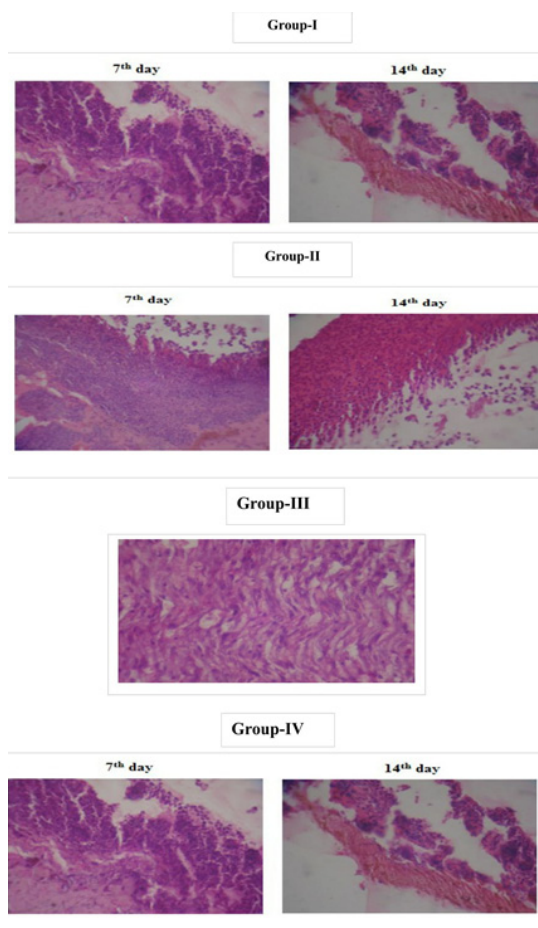 Group-I
7th day 14th day
Group-II
7th day 14th day
Group-III
Group-IV
7th day 14th day